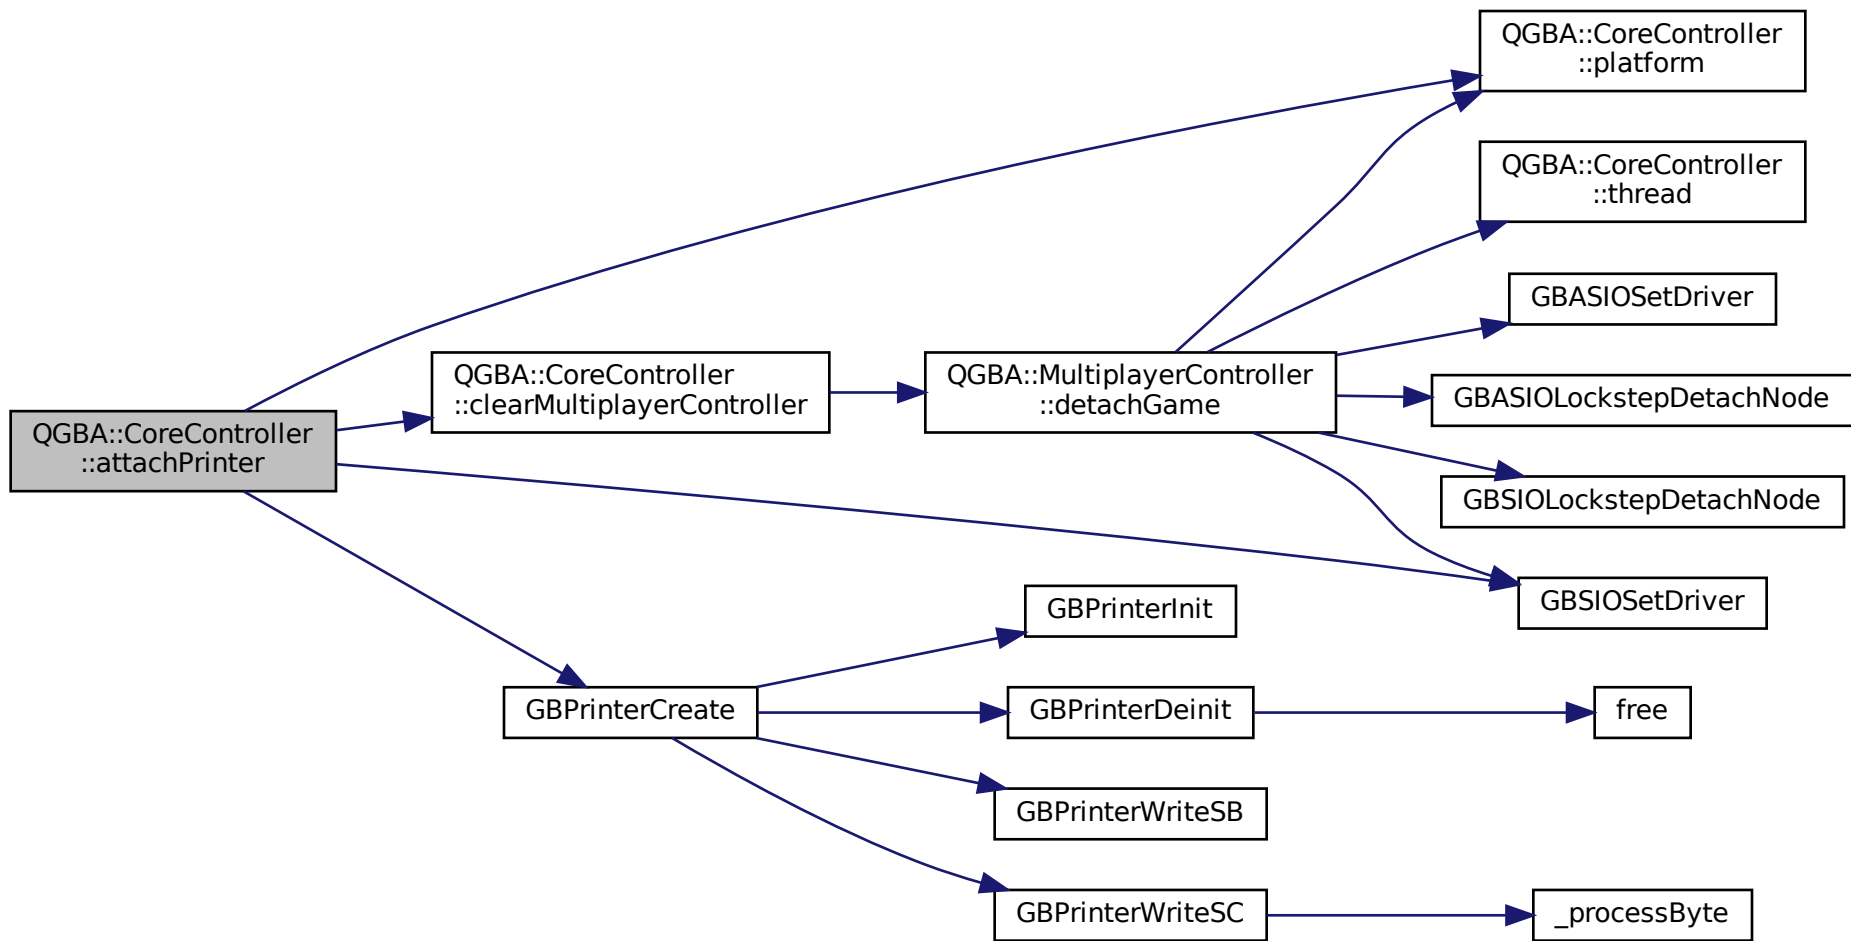 QGBA::CoreController
::platform
QGBA::CoreController
::thread
GBASIOSetDriver
QGBA::CoreController
::clearMultiplayerController
QGBA::MultiplayerController
::detachGame
GBASIOLockstepDetachNode
QGBA::CoreController
::attachPrinter
GBSIOLockstepDetachNode
GBSIOSetDriver
GBPrinterInit
GBPrinterCreate
GBPrinterDeinit
free
GBPrinterWriteSB
GBPrinterWriteSC
_processByte